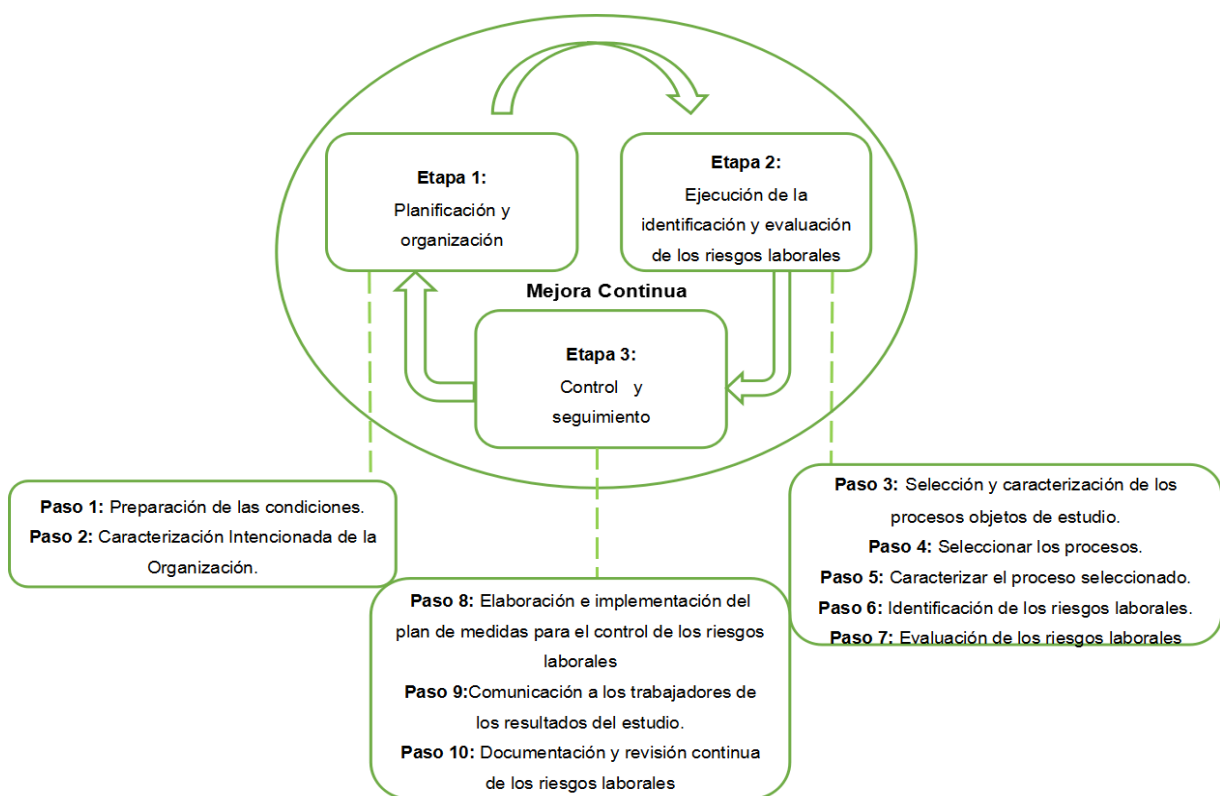 Etapa 1:
Planificación y
organización
Etapa 2:
Ejecución de la
identificación y evaluación
de los riesgos laborales
Mejora Continua
Etapa 3:
Control y
seguimiento
Paso 1: Preparación de las condiciones.
Paso 2: Caracterización Intencionada de la
Organización.
Paso 3: Selección y caracterización de los
procesos objetos de estudio.
Paso 4: Seleccionar los procesos.
Paso 5: Caracterizar el proceso seleccionado.
Paso 6: Identificación de los riesgos laborales.
Paso 7: Evaluación de los riesgos laborales
Paso 8: Elaboración e implementación del
plan de medidas para el control de los riesgos
laborales
Paso 9:Comunicación a los trabajadores de
los resultados del estudio.
Paso 10: Documentación y revisión continua
de los riesgos laborales